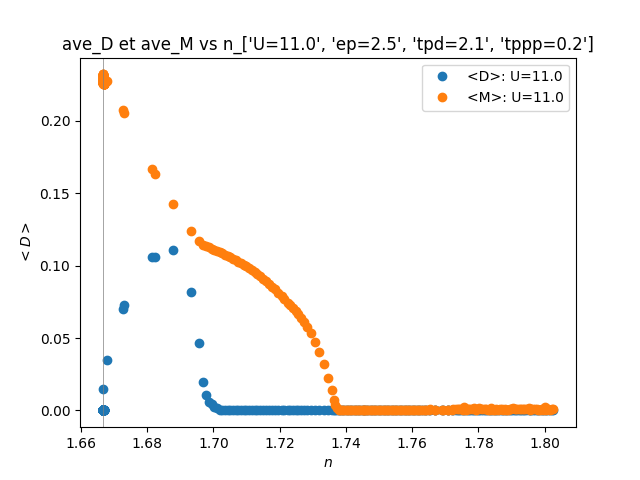 ave_D et ave_M vs n_['U=11.0', 'ep=2.5', 'tpd=2.1', 'tppp=0.2']
<D>: U=11.0
<M>: U=11.0
0.20
0.15
0.10
0.05
0.00
<D>
1.66 1.68 1.70 1.72 1.74 1.76 1.78 1.80
n